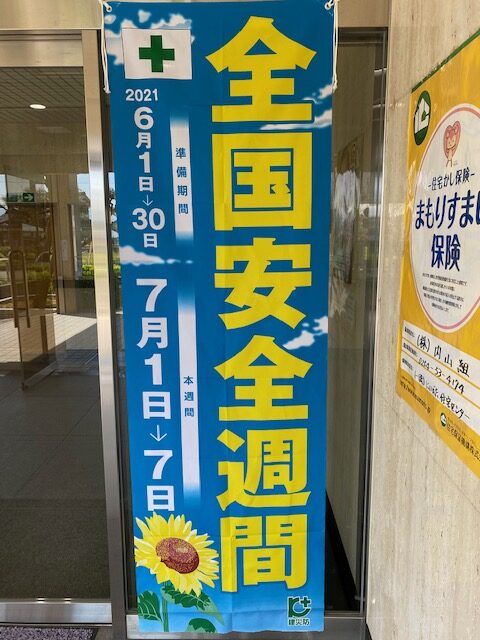 全国安全週間
2021
準備期間
6月1日→30日
本週間
7月1日→7日
建災防
住宅かし保険
まもりすまい
保険
(株)内山組